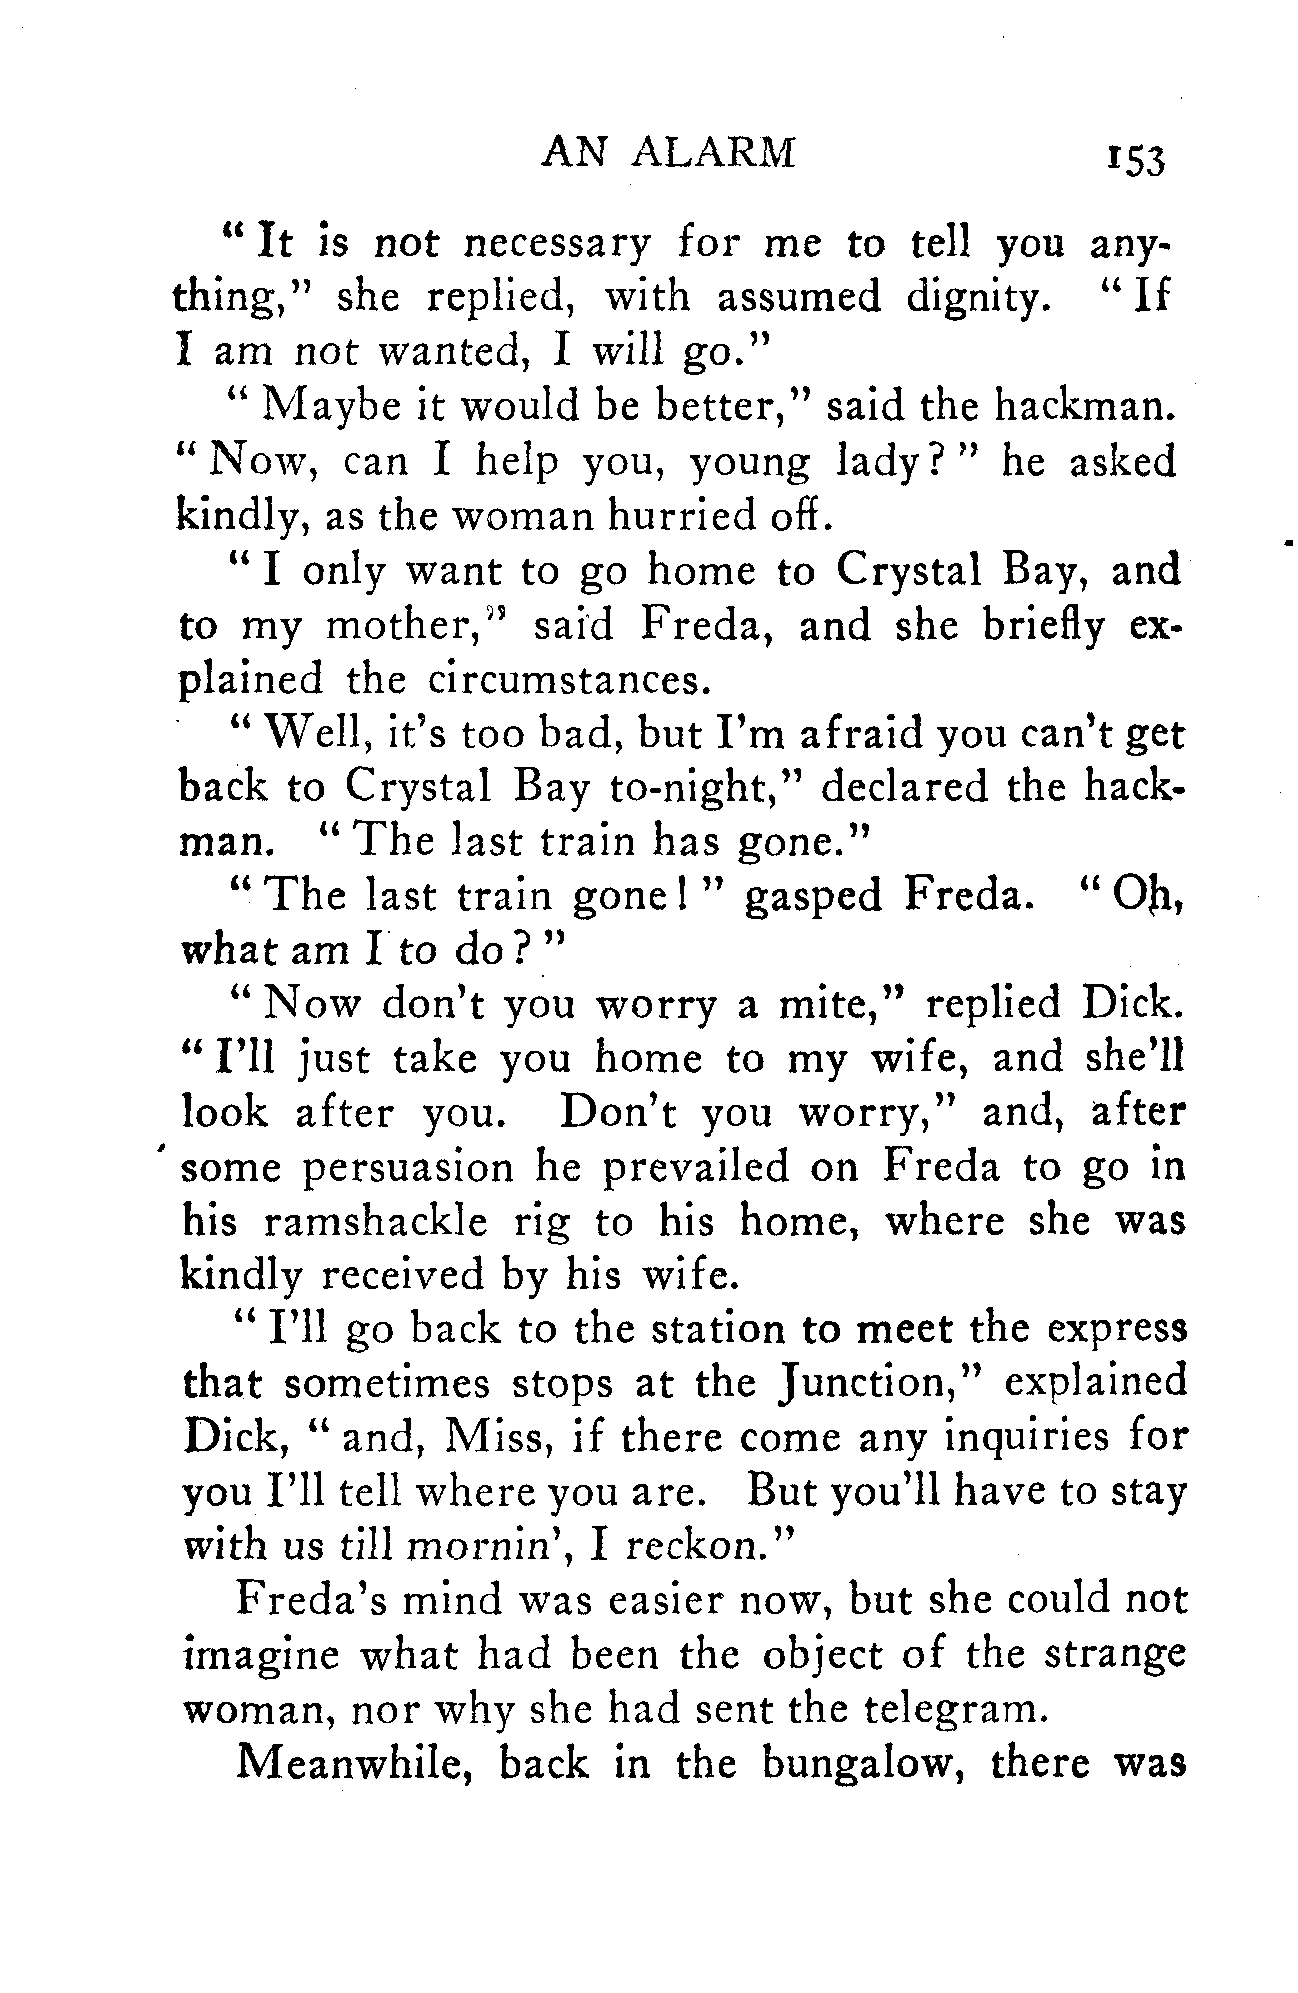 AN ALARM 153
" It is not necessary for me to tell you any-
thing," she replied, with assumed dignity. " If
I am not wanted, I will go."
" Maybe it would be better," said the hackman.
" Now, can I help you, young lady? " he asked
kindly, as the woman hurried off.
" I only want to go home to Crystal Bay, and
to my mother," said Freda, and she briefly ex-
plained the circumstances.
" Well, it's too bad, but I'm afraid you can't get
back to Crystal Bay to-night," declared the hack-
man. " The last train has gone."
" The last train gone! " gasped Freda. " Oh,
what am I to do? "
" Now don't you worry a mite," replied Dick.
" I'll just take you home to my wife, and she'll
look after you. Don't you worry," and, after
some persuasion he prevailed on Freda to go in
his ramshackle rig to his home, where she was
kindly received by his wife.
" I'll go back to the station to meet the express
that sometimes stops at the Junction," explained
Dick, " and, Miss, if there come any inquiries for
you I'll tell where you are. But you'll have to stay
with us till mornin', I reckon."
Freda's mind was easier now, but she could not
imagine what had been the object of the strange
woman, nor why she had sent the telegram.
Meanwhile, back in the bungalow, there was